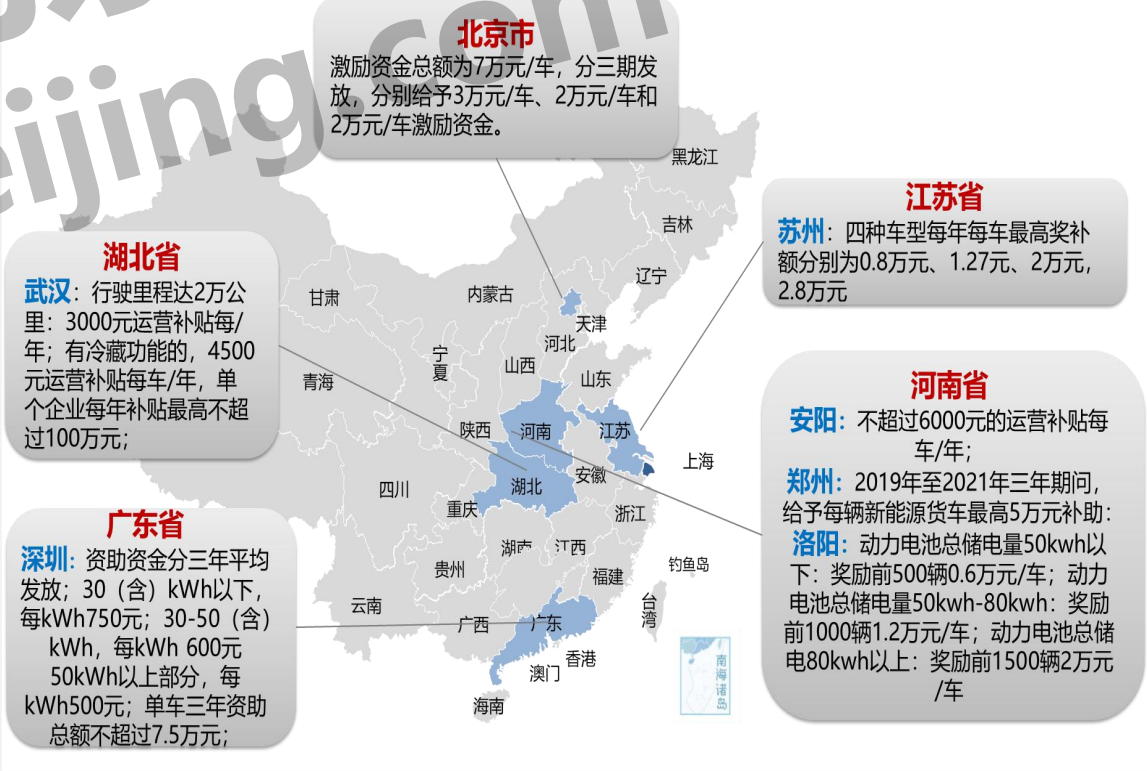 eijing.com
eijing
北京市
激励资金总额为7万元/车，分三期发
放，分别给予3万元/车、2万元/车和
2万元/车激励资金。
江苏省
苏州：四种车型每年每车最高奖补
额分别为0.8万元、1.27元、2万元，
2.8万元
湖北省
武汉：行驶里程达2万公
里：3000元运营补贴每/
年；有冷藏功能的，4500
元运营补贴每车/年，单
个企业每年补贴最高不超
过100万元；
河南省
安阳：不超过6000元的运营补贴每
车/年；
郑州：2019年至2021年三年期问，
给予每辆新能源货车最高5万元补助：
洛阳：动力电池总储电量50kwh以
下：奖励前500辆0.6万元/车；动力
电池总储电量50kwh-80kwh：奖励
前1000辆1.2万元/车；动力电池总储
电80kwh以上：奖励前1500辆2万元
/车
广东省
深圳：资助资金分三年平均
发放；30（含）kWh以下，
每kWh750元；30-50（含）
kWh，每kWh 600元
50kWh以上部分，每
kWh500元；单车三年资助
总额不超过7.5万元；
黑龙江
吉林
辽宁
内蒙古
甘肃
天津
河北
宁夏
山西
山东
青海
陕西
河南
江苏
上海
安徽
四川
湖北
重庆
浙江
湖南
江西
贵州
福建
钓鱼岛
云南
台湾
广西
广东
香港
澳门
海南
南海诸岛